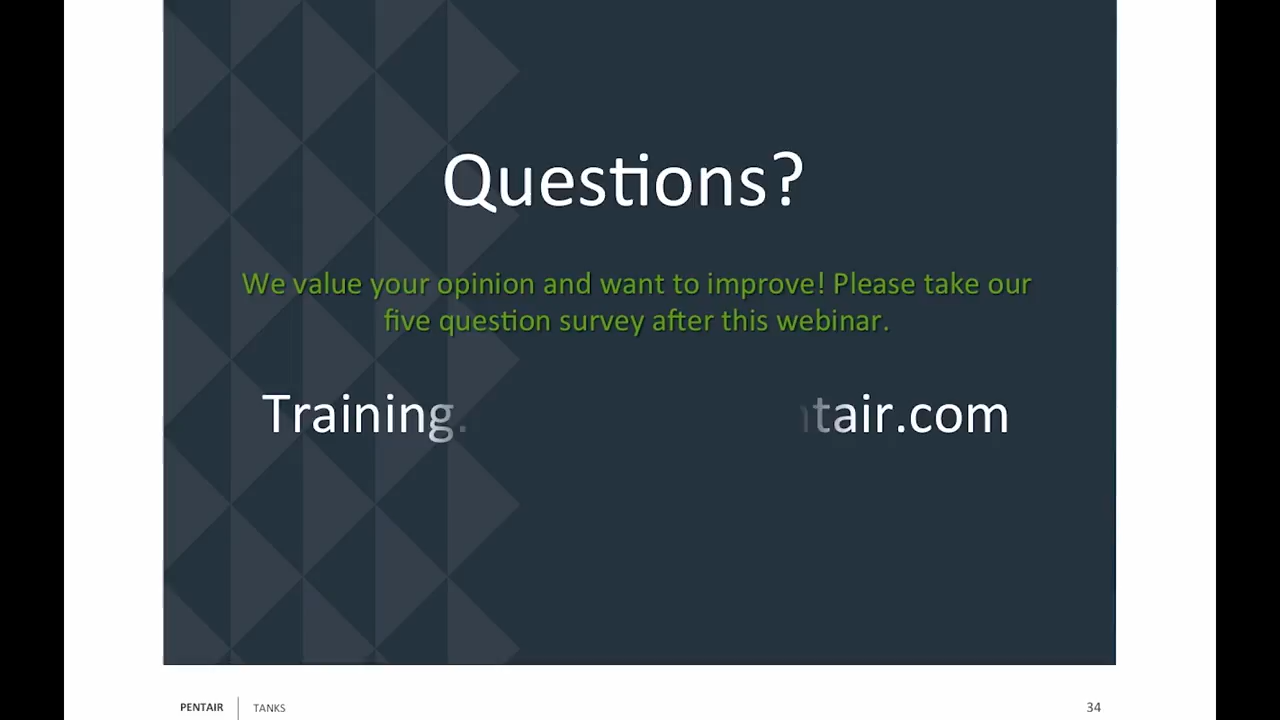 Questions?
We value your opinion and want to improve! Please take our
five question survey after this webinar.
Training.
tair.com
PENTAIR
TANKS
34